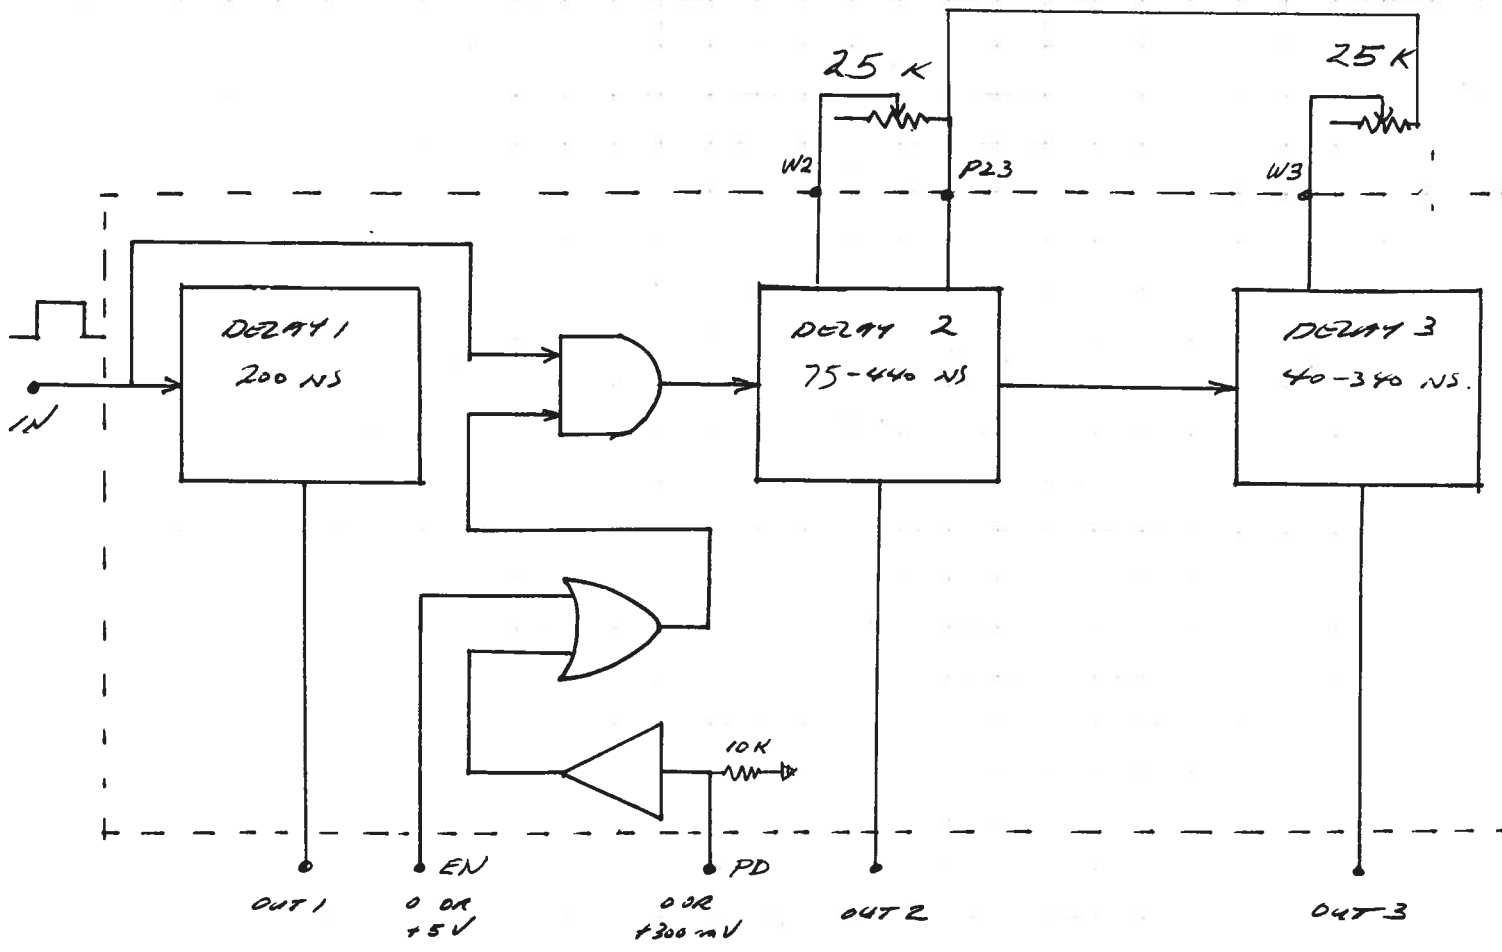 25 K
25 K
W2
P23
W3
DELAY 1
200 NS
DELAY 2
75-440 NS
DELAY 3
40-340 NS.
IN
10K
EN
0 OR
+5V
PD
0 OR
+300 mV
OUT 1
OUT 2
OUT 3